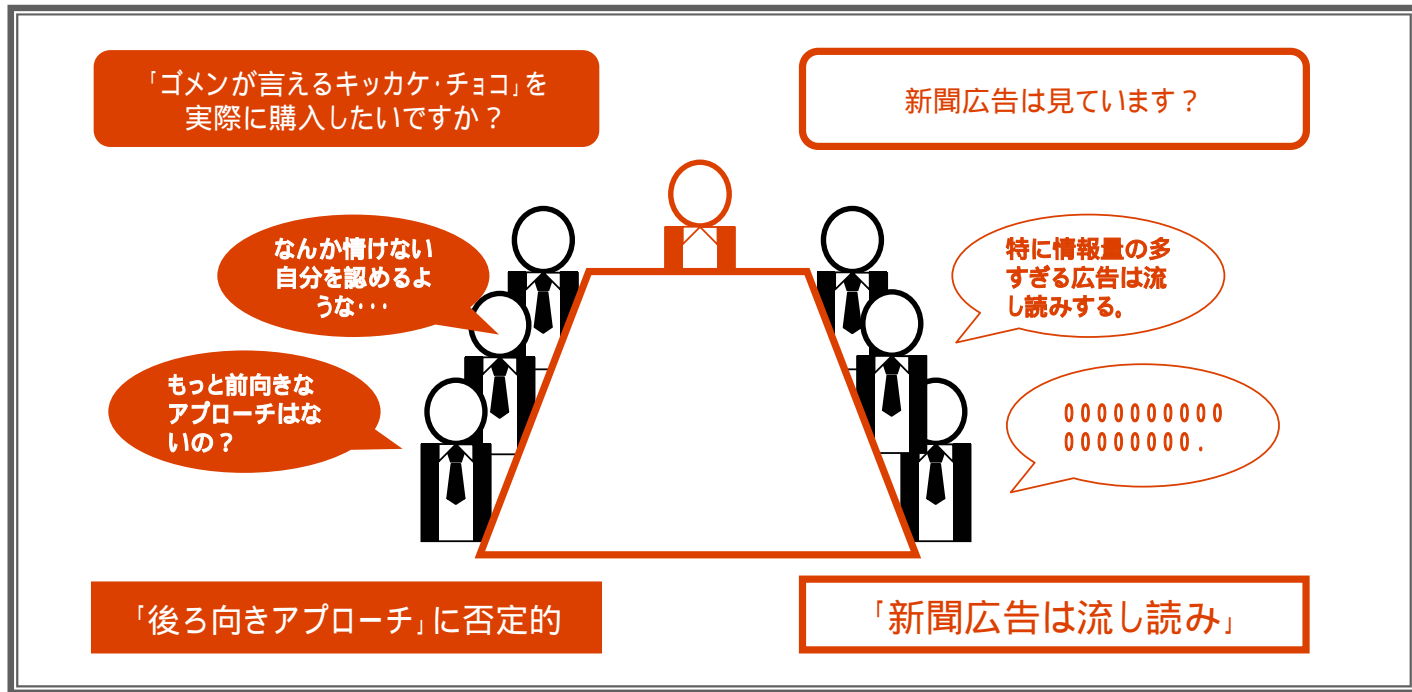 「ゴメンが言えるキッカケ・チョコ」を
実際に購入したいですか？
新聞広告は見ています？
なんか情けない
自分を認めるよ
うな・・・
もっと前向きな
アプローチはな
いの？
特に情報量の多
すぎる広告は流
し読みする。
0000000000
00000000.
「後ろ向きアプローチ」に否定的
「新聞広告は流し読み」